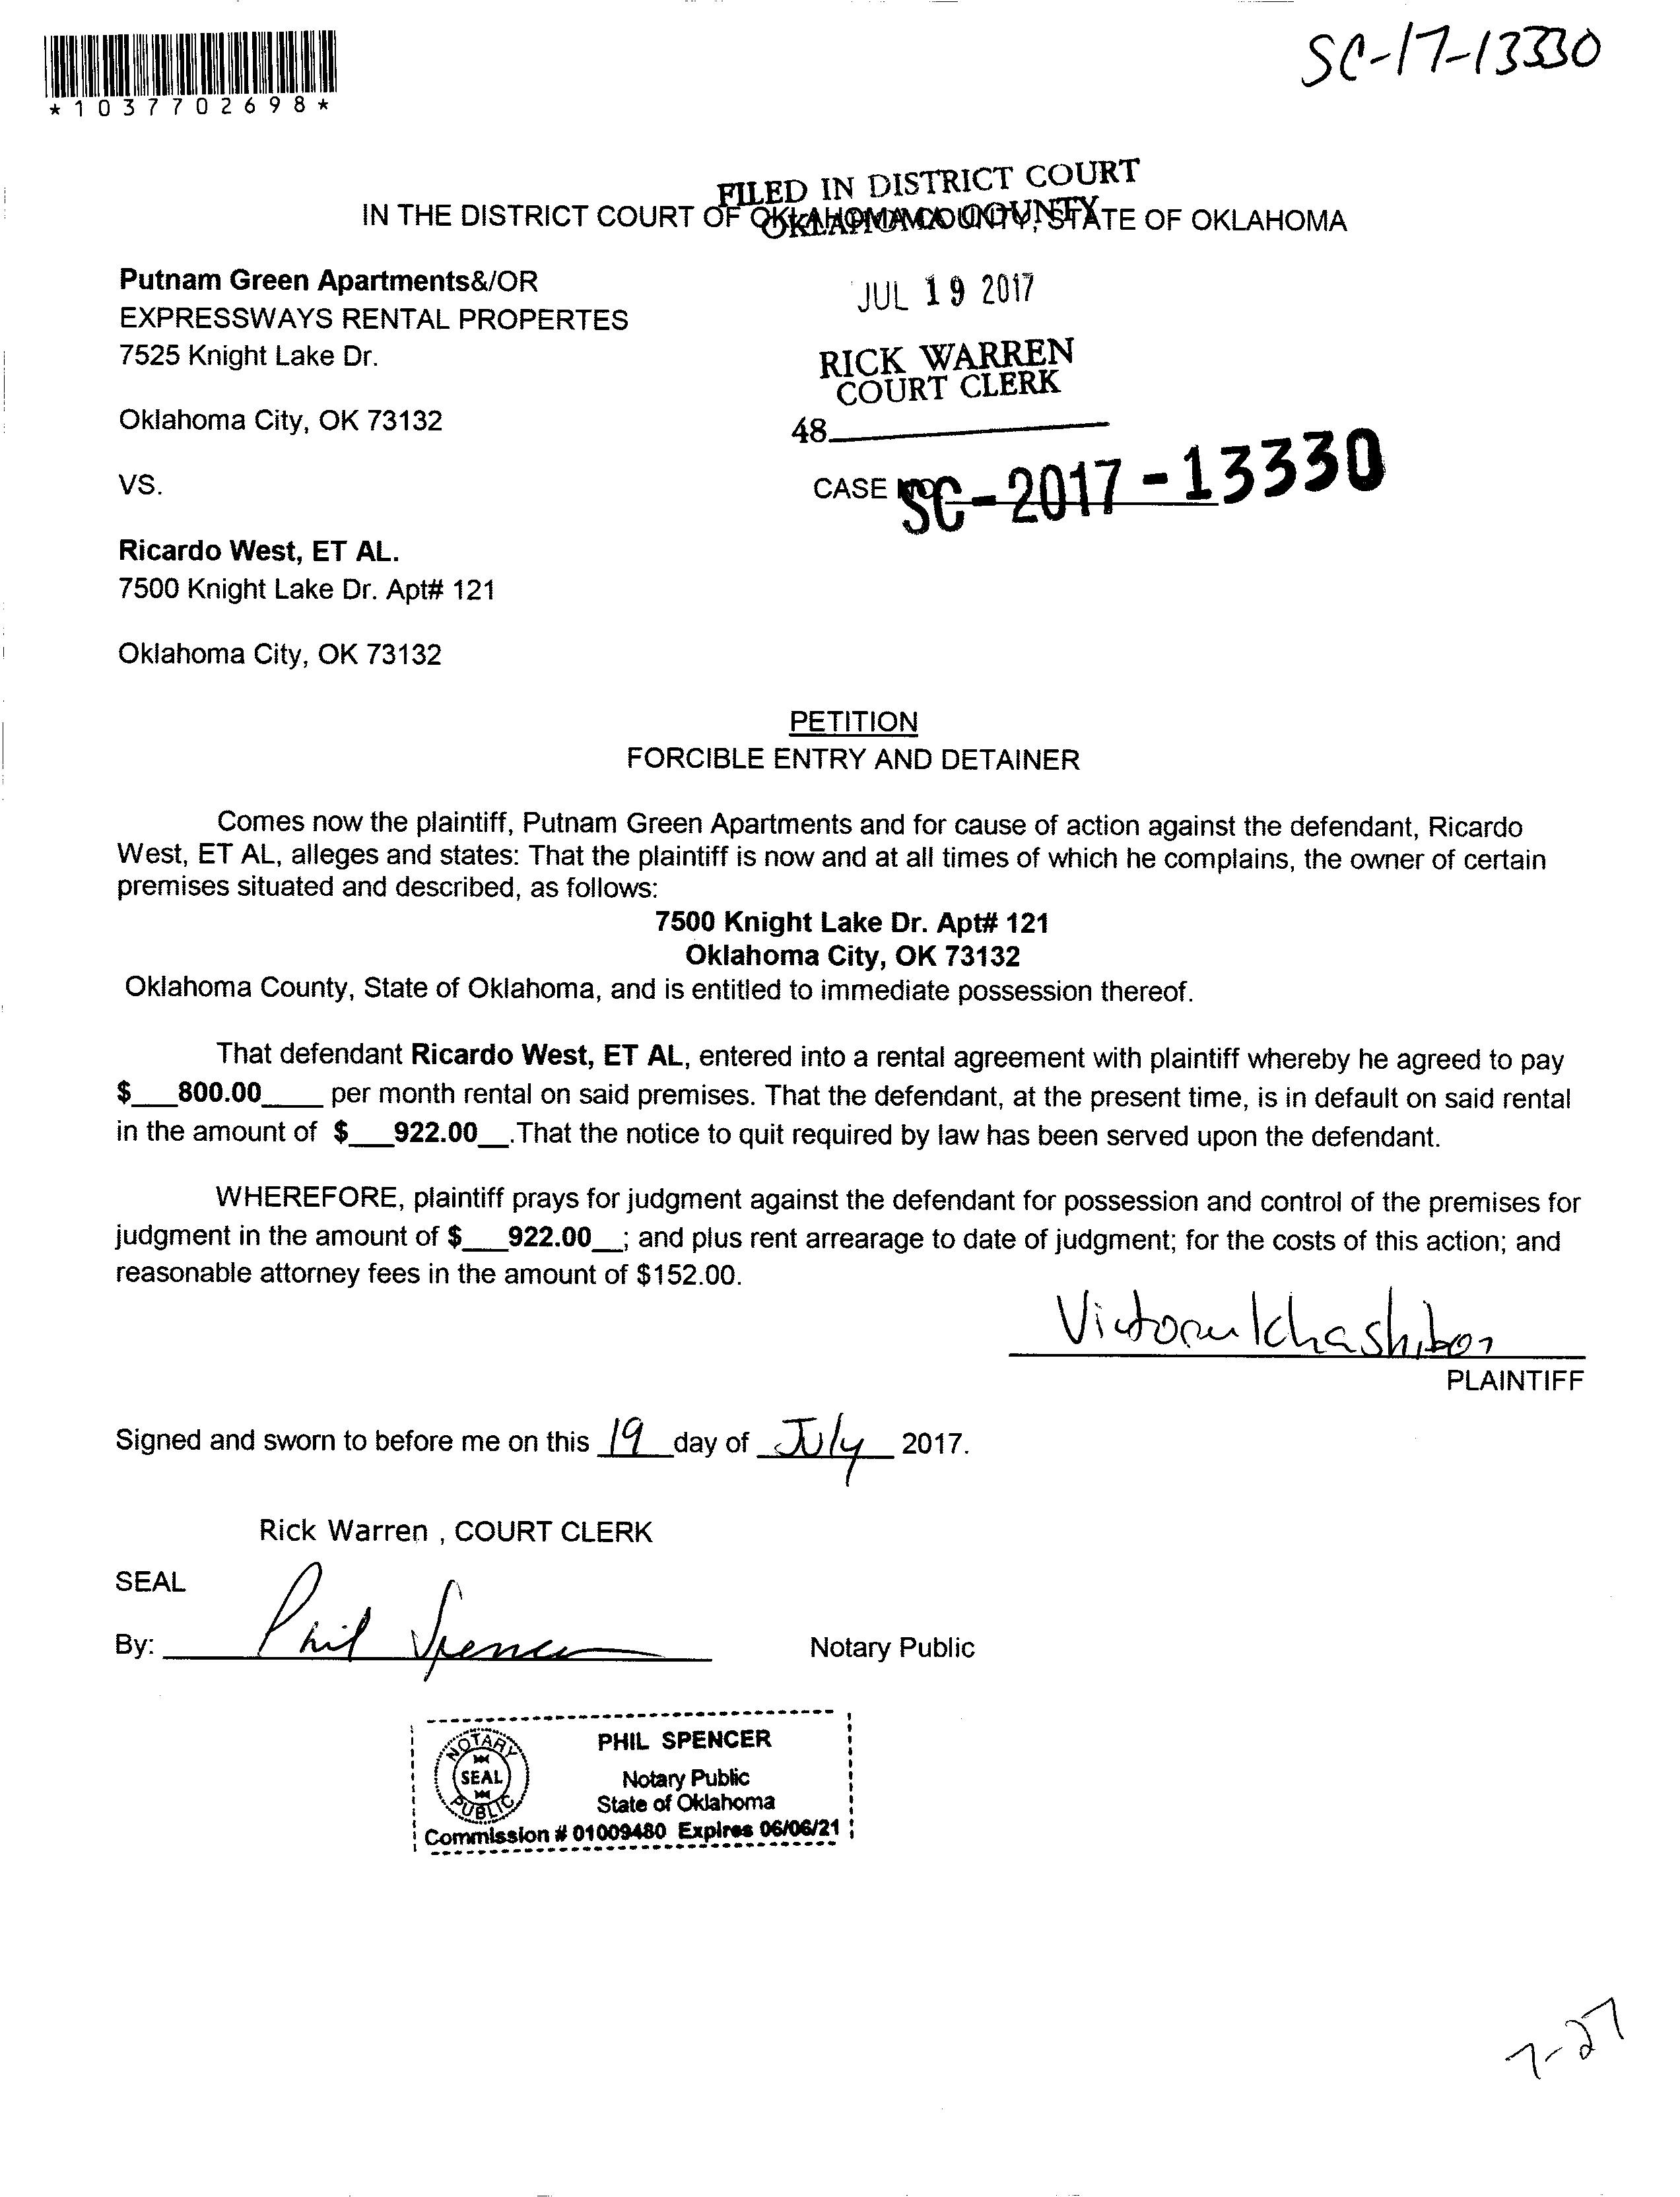 SC-17-13330
*1037702698*
FILED IN DISTRICT COURT
OKLAHOMA COUNTY
IN THE DISTRICT COURT OF OKLAHOMA COUNTY, STATE OF OKLAHOMA
Putnam Green Apartments&/OR
EXPRESSWAYS RENTAL PROPERTES
7525 Knight Lake Dr.
Oklahoma City, OK 73132
JUL 19 2017
RICK WARREN
COURT CLERK
48
VS.
CASE NO
SC-2017-13330
Ricardo West, ET AL.
7500 Knight Lake Dr. Apt# 121
Oklahoma City, OK 73132
PETITION
FORCIBLE ENTRY AND DETAINER
Comes now the plaintiff, Putnam Green Apartments and for cause of action against the defendant, Ricardo
West, ET AL, alleges and states: That the plaintiff is now and at all times of which he complains, the owner of certain
premises situated and described, as follows:
7500 Knight Lake Dr. Apt# 121
Oklahoma City, OK 73132
Oklahoma County, State of Oklahoma, and is entitled to immediate possession thereof.
That defendant Ricardo West, ET AL, entered into a rental agreement with plaintiff whereby he agreed to pay
$___800.00____ per month rental on said premises. That the defendant, at the present time, is in default on said rental
in the amount of $___922.00__.That the notice to quit required by law has been served upon the defendant.
WHEREFORE, plaintiff prays for judgment against the defendant for possession and control of the premises for
judgment in the amount of $___922.00__; and plus rent arrearage to date of judgment; for the costs of this action; and
reasonable attorney fees in the amount of $152.00.
PLAINTIFF
Signed and sworn to before me on this 19 day of July 2017.
Rick Warren , COURT CLERK
SEAL
By: Phil Spencer Notary Public
NOTARY PUBLIC
SEAL
PHIL SPENCER
Notary Public
State of Oklahoma
Commission # 01009480 Expires 06/06/21
7-27